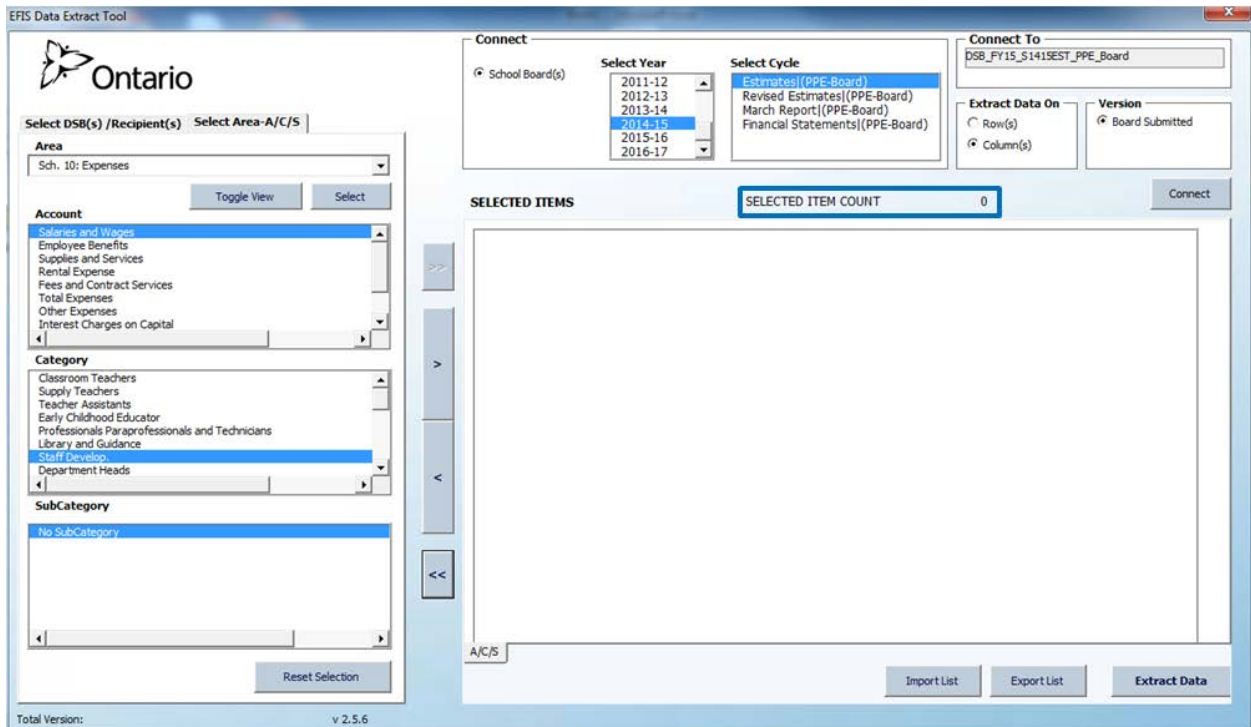 EFIS Data Extract Tool
Ontario
Select DSB(s) /Recipient(s)
Select Area-A/C/S
Area
Sch. 10: Expenses
Toggle View
Select
Account
Salaries and Wages
Employee Benefits
Supplies and Services
Rental Expense
Fees and Contract Services
Total Expenses
Other Expenses
Interest Charges on Capital
Category
Classroom Teachers
Supply Teachers
Teacher Assistants
Early Childhood Educator
Professionals Paraprofessionals and Technicians
Library and Guidance
Staff Develop.
Department Heads
SubCategory
No SubCategory
Reset Selection
Total Version:
v 2.5.6
>>
>
<
<<
Connect
School Board(s)
Select Year
2011-12
2012-13
2013-14
2014-15
2015-16
2016-17
Select Cycle
Estimates|(PPE-Board)
Revised Estimates|(PPE-Board)
March Report|(PPE-Board)
Financial Statements|(PPE-Board)
Connect To
DSB_FY15_S1415EST_PPE_Board
Extract Data On
Row(s)
Column(s)
Version
Board Submitted
Connect
SELECTED ITEMS
SELECTED ITEM COUNT 0
A/C/S
Import List
Export List
Extract Data